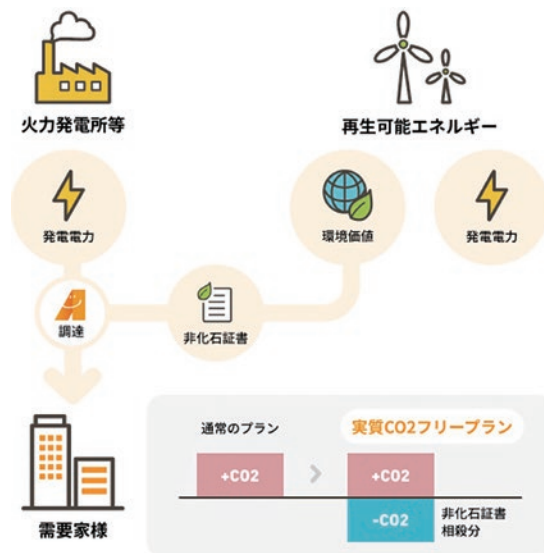 火力発電所等
再生可能エネルギー
発電電力
環境価値
発電電力
調達
非化石証書
需要家様
通常のプラン
実質CO2フリープラン
+CO2
+CO2
-CO2
非化石証書
相殺分